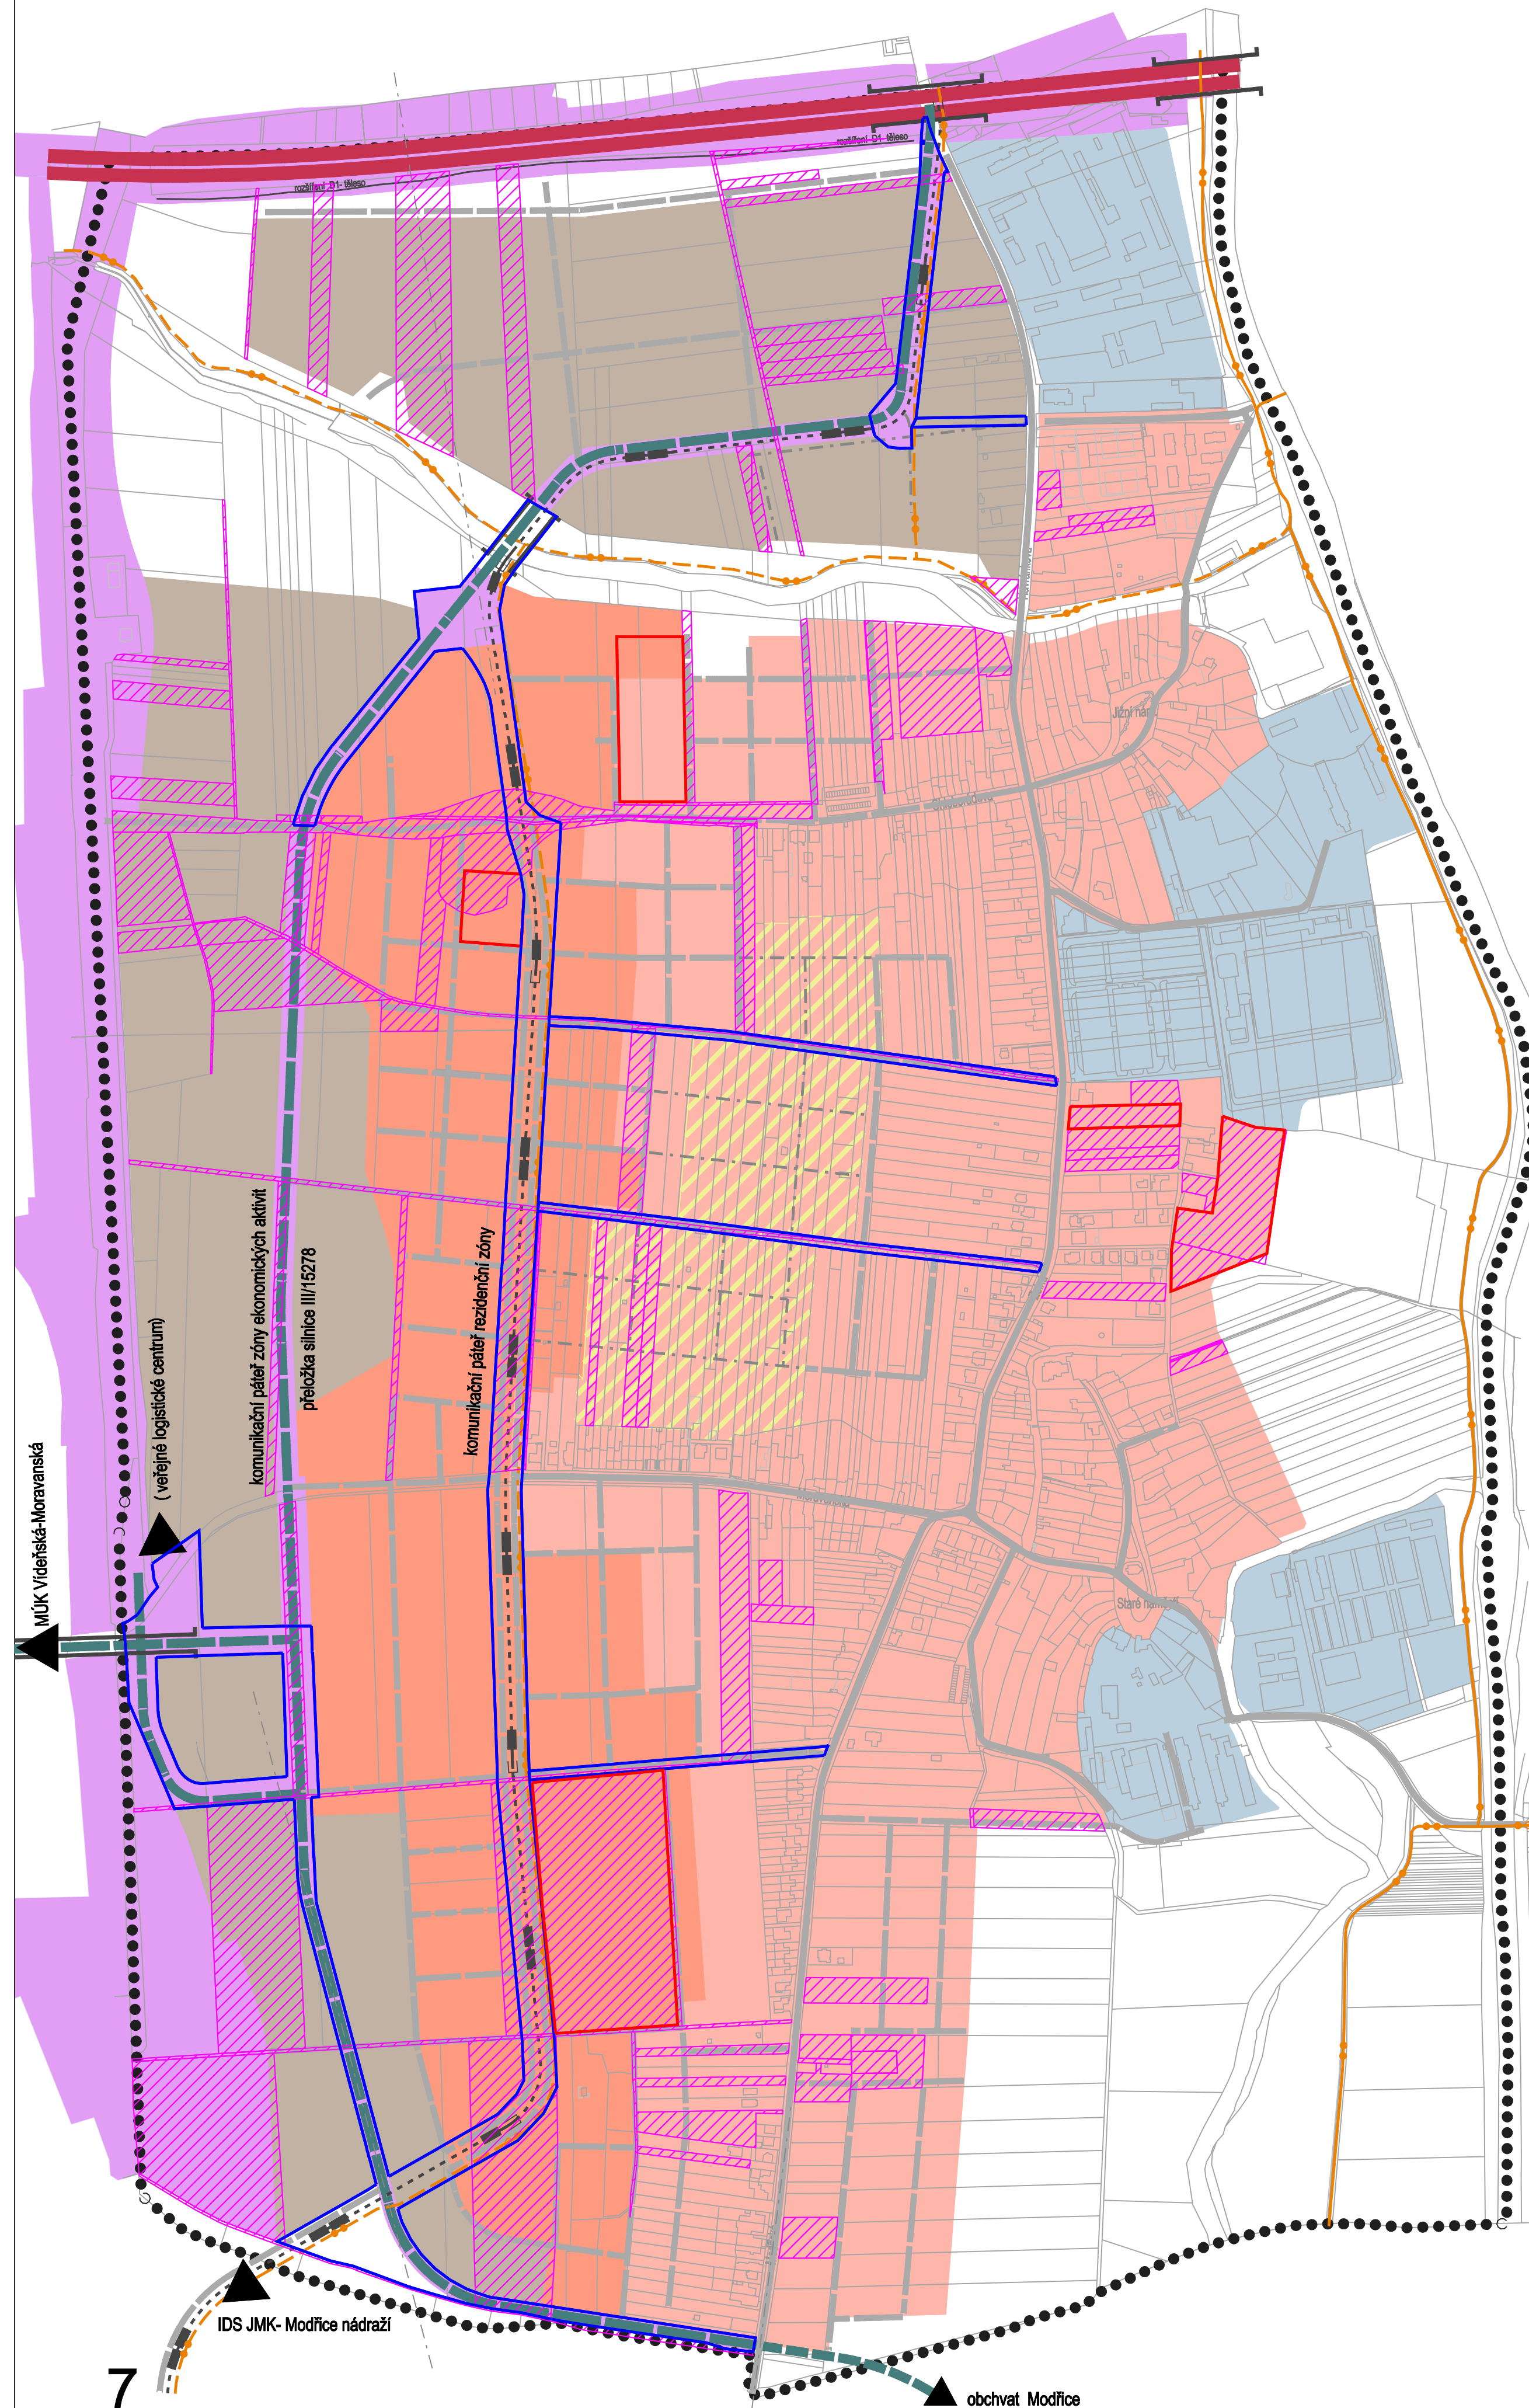 rozšíření D1- těleso
rozšíření D1- těleso
Jižní nám.
komunikační páteř zóny ekonomických aktivit
přeložka silnice III/15278
komunikační páteř rezidenční zóny
( veřejné logistické centrum)
MÚK Vídeňská-Moravanská
Moravanská
Staré náměstí
IDS JMK- Modřice nádraží
7
obchvat Modřice